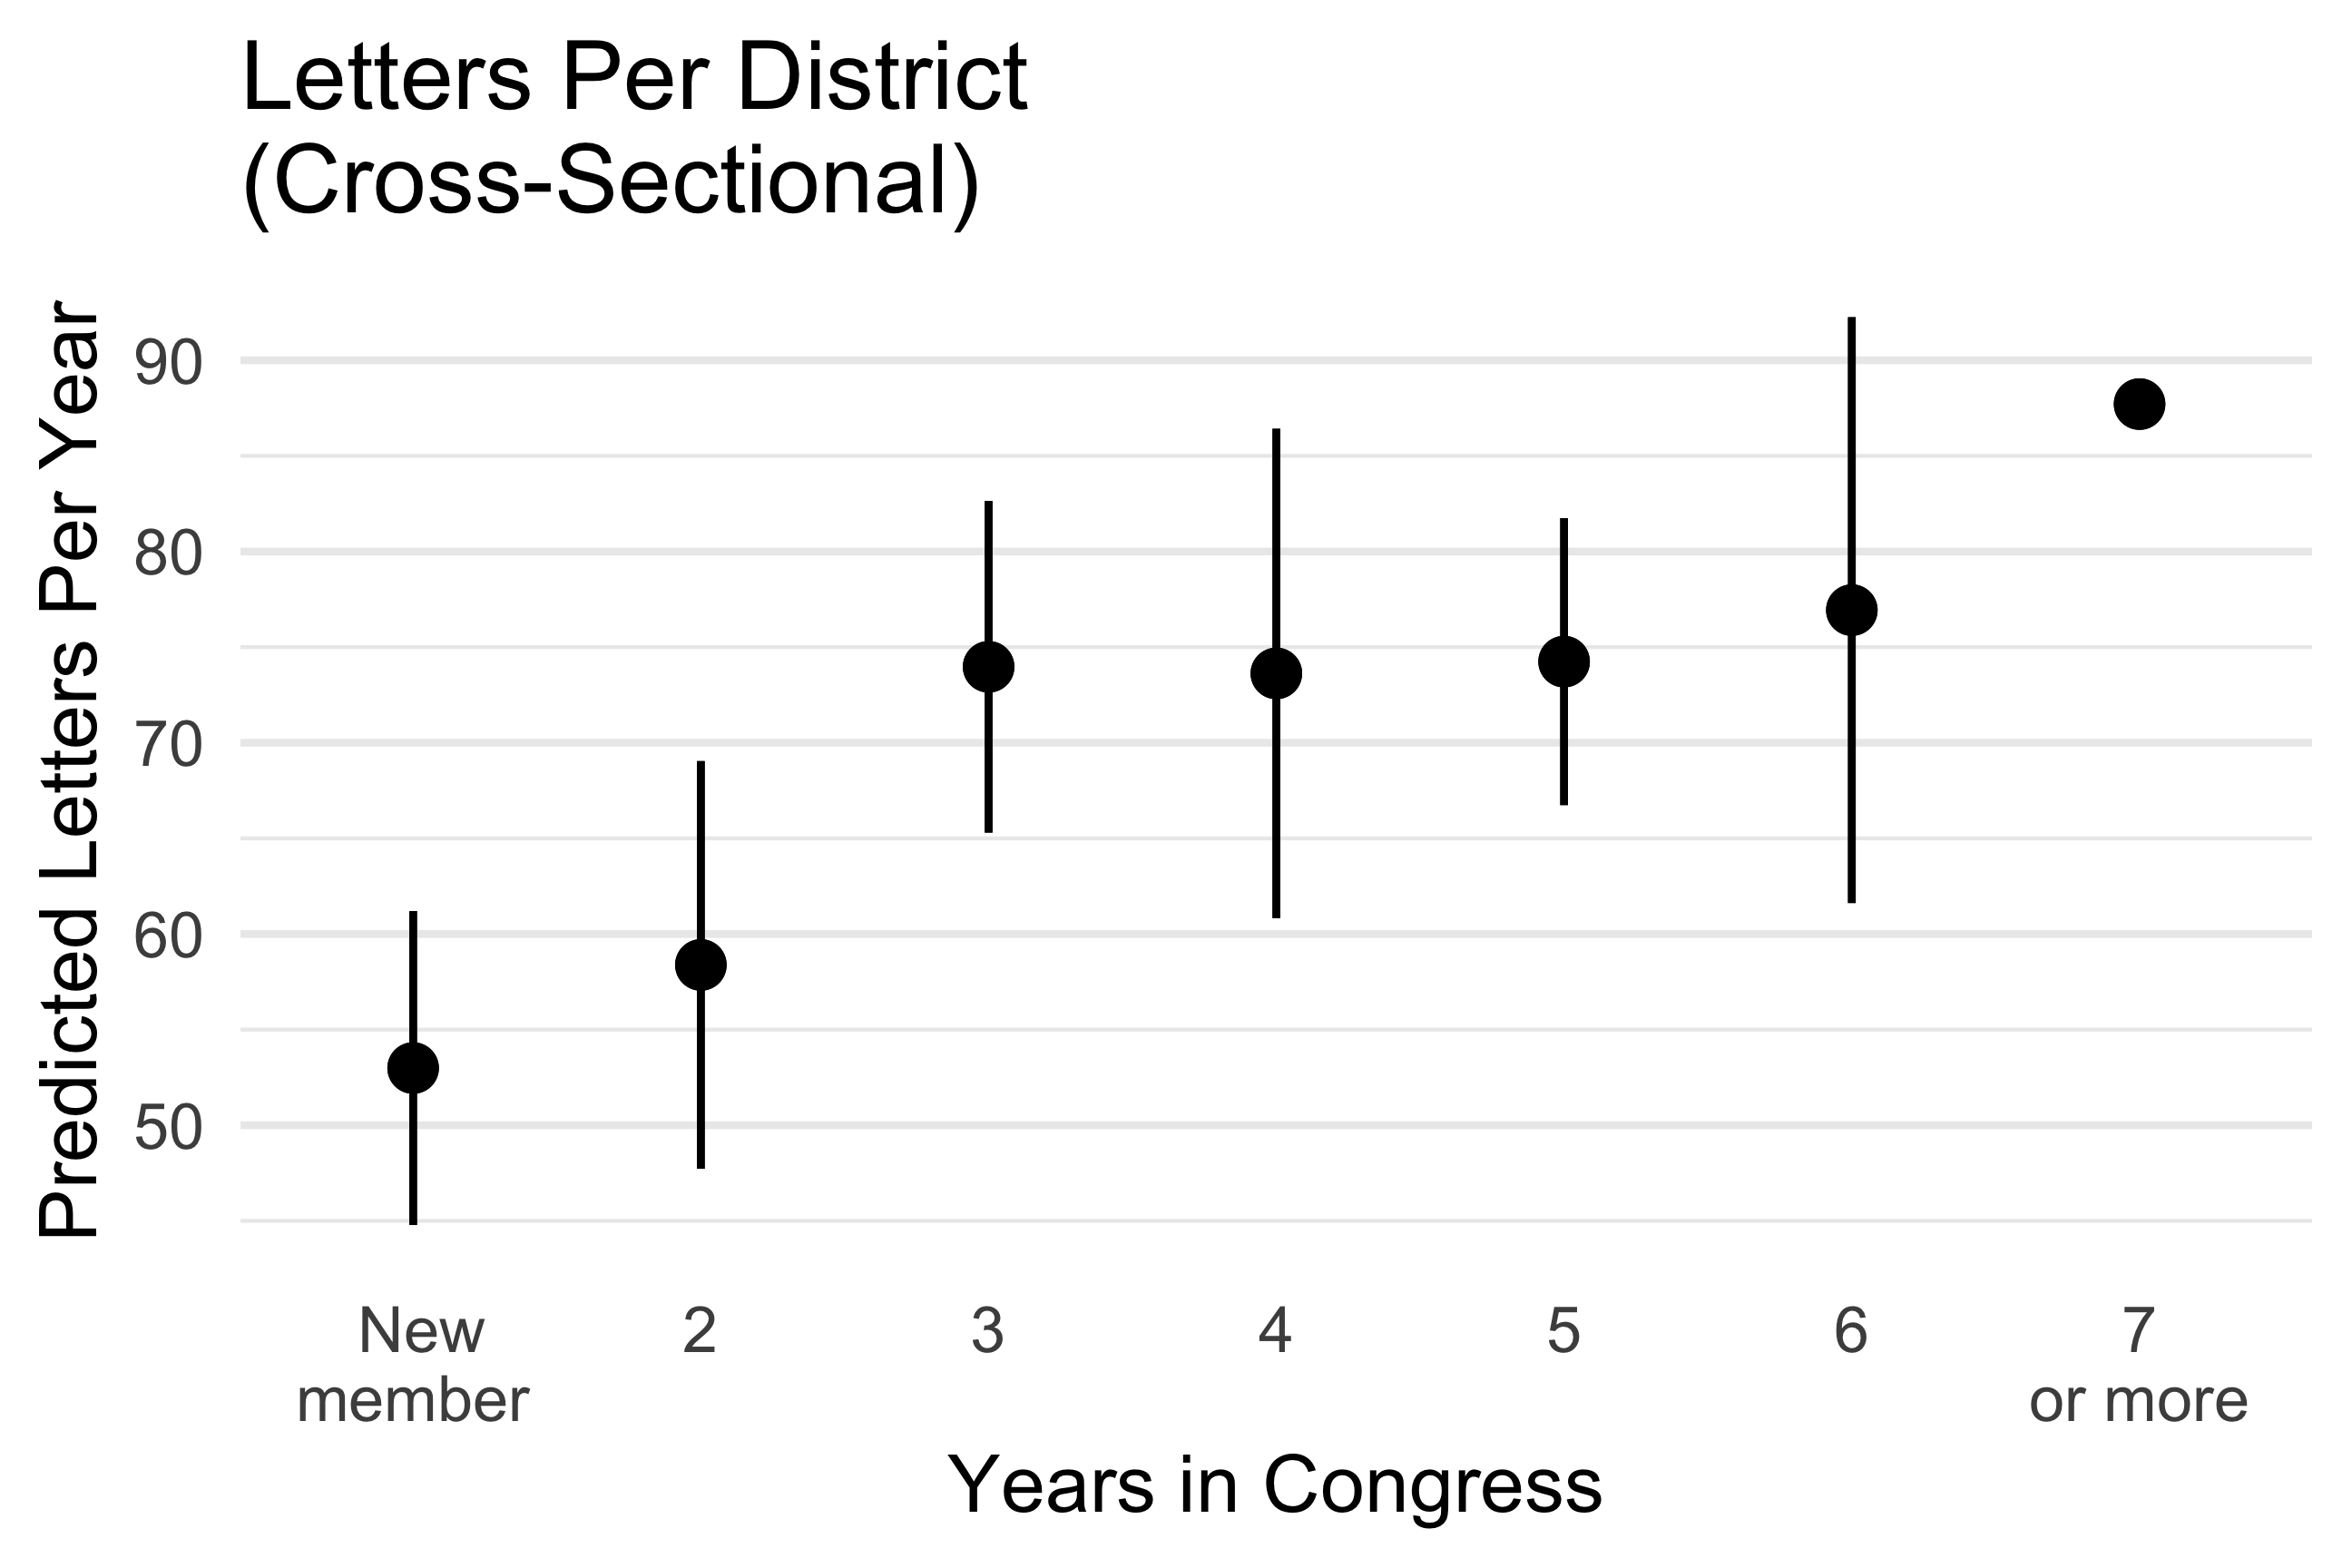 Letters Per District
(Cross-Sectional)
Predicted Letters Per Year
90
80
70
60
50
New
member
2
3
4
5
6
7
or more
Years in Congress